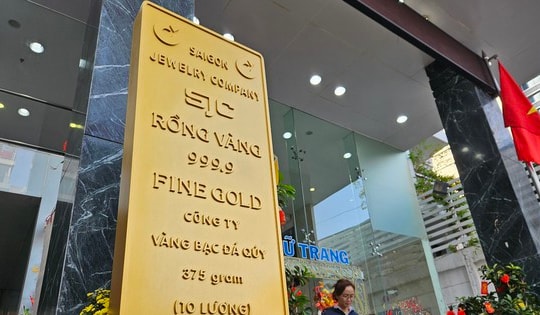 SAIGON
JEWELRY COMPANY
SJC
RỒNG VÀNG
999.9
FINE GOLD
CÔNG TY
VÀNG BẠC ĐÁ QÚY
375 gram
(10 LƯỢNG)
Ữ TRANG